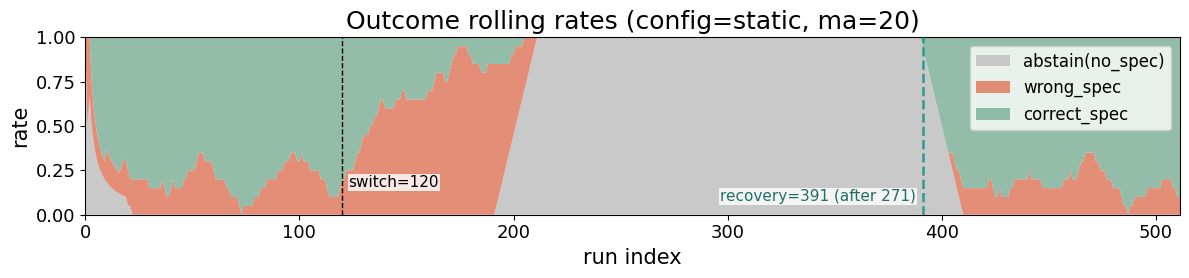 Outcome rolling rates (config=static, ma=20)
1.00
0.75
0.50
0.25
0.00
rate
abstain(no_spec)
wrong_spec
correct_spec
switch=120
recovery=391 (after 271)
0
100
200
300
400
500
run index